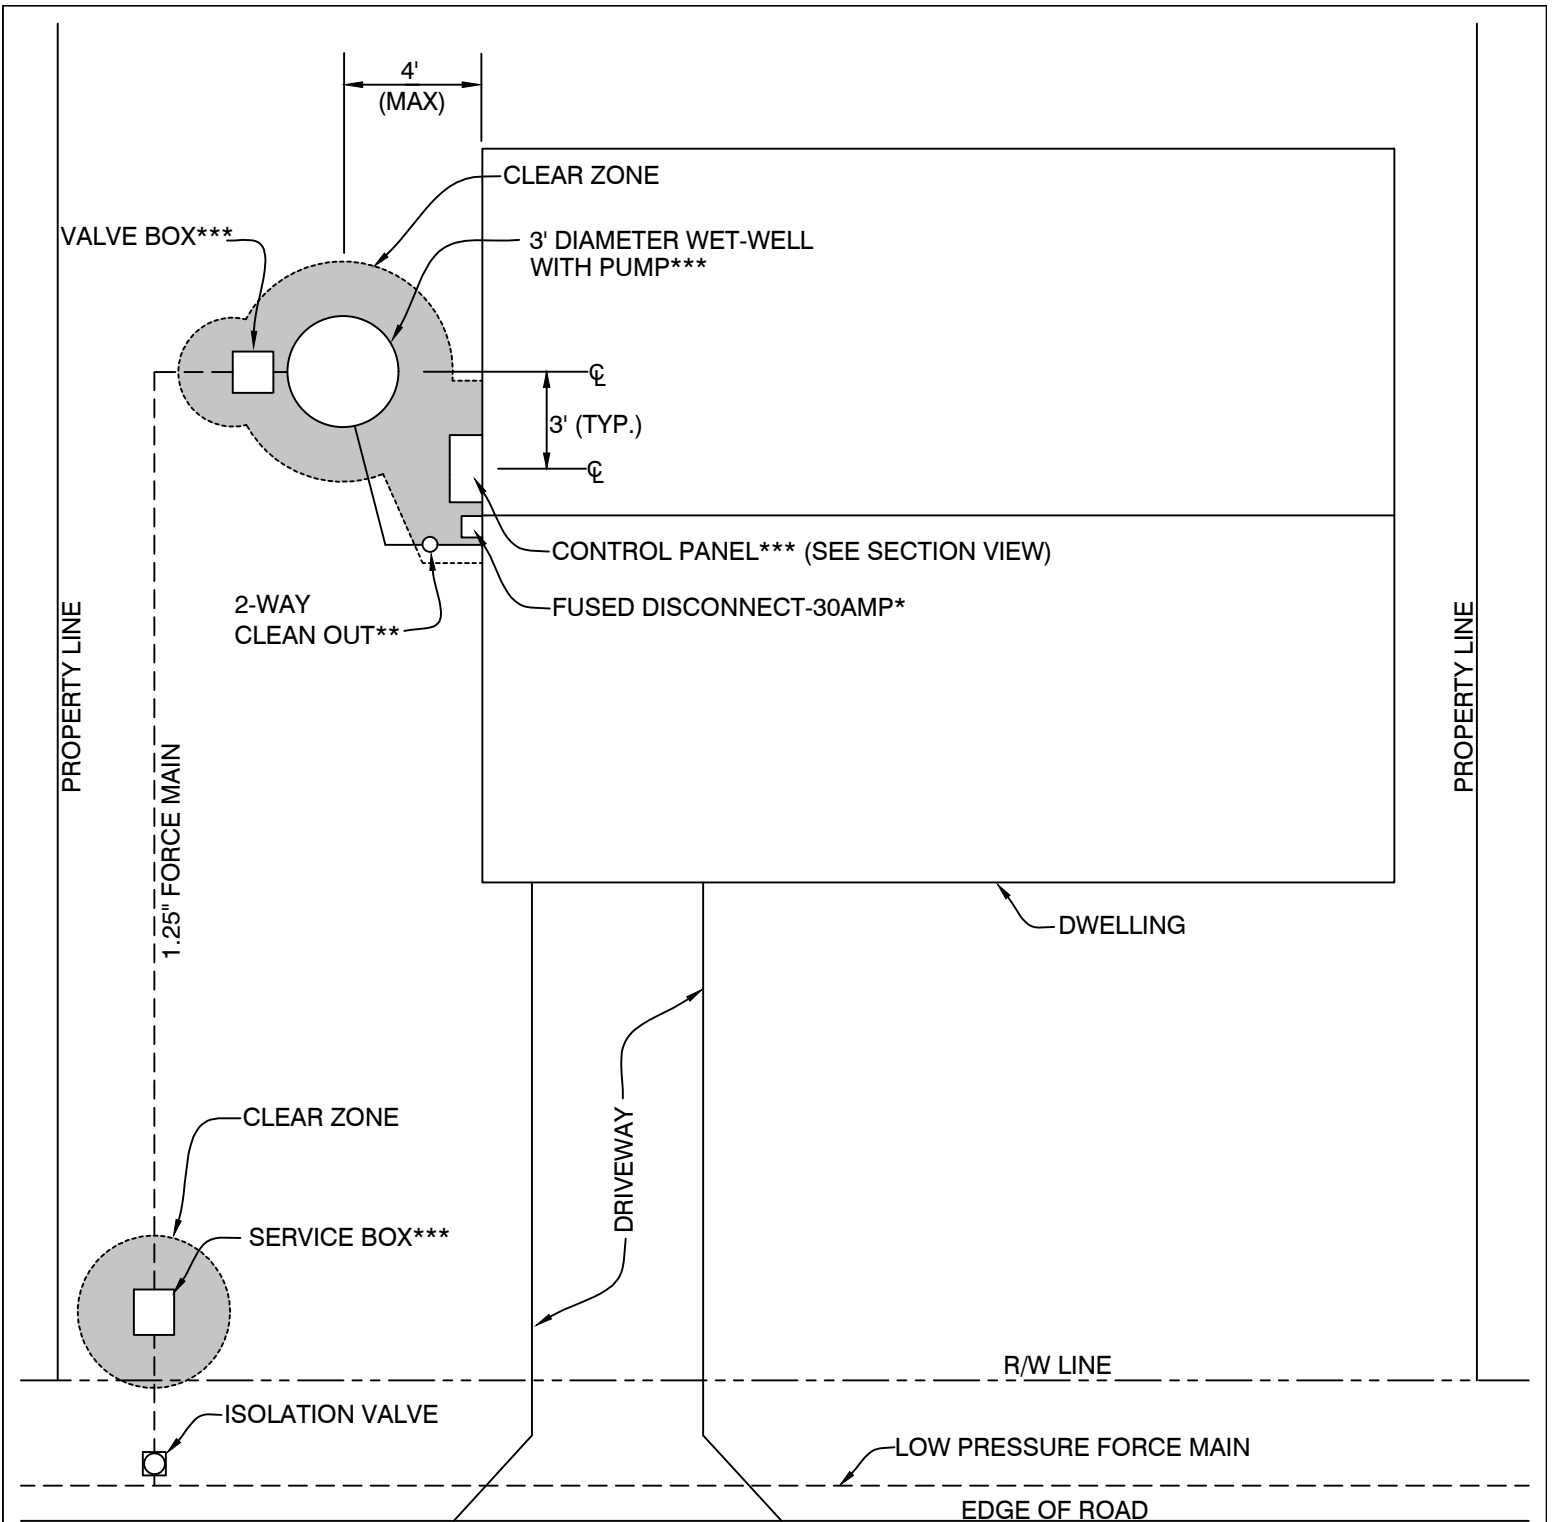 4'
(MAX)
CLEAR ZONE
VALVE BOX***
3' DIAMETER WET-WELL
WITH PUMP***
℄
3' (TYP.)
℄
CONTROL PANEL*** (SEE SECTION VIEW)
2-WAY
CLEAN OUT**
FUSED DISCONNECT-30AMP*
PROPERTY LINE
PROPERTY LINE
1.25" FORCE MAIN
DWELLING
CLEAR ZONE
DRIVEWAY
SERVICE BOX***
R/W LINE
ISOLATION VALVE
LOW PRESSURE FORCE MAIN
EDGE OF ROAD